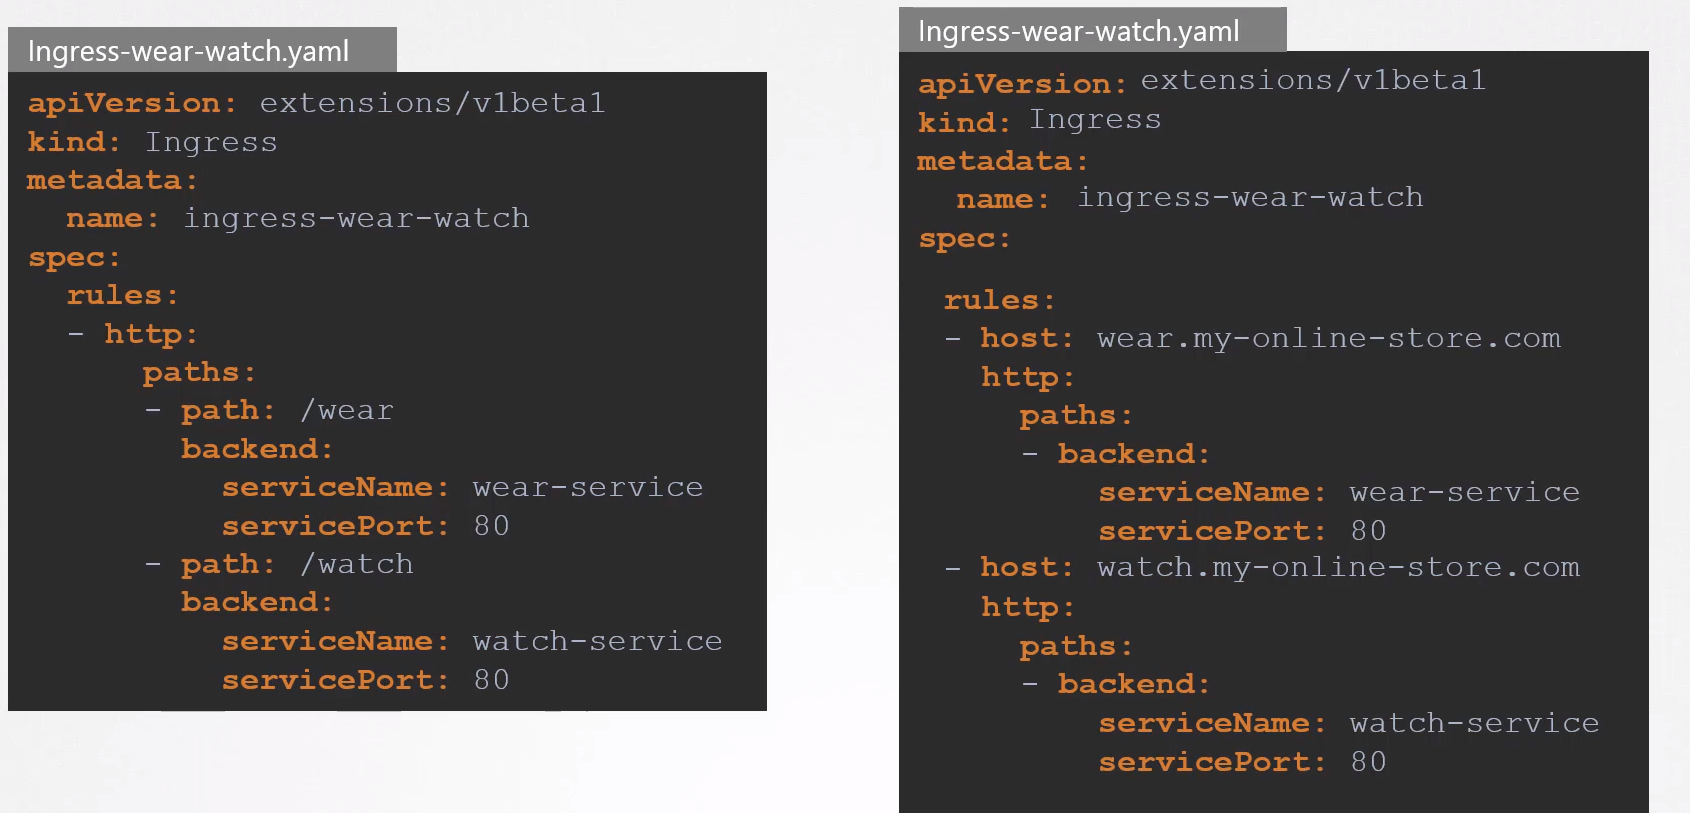 Ingress-wear-watch.yaml
apiVersion: extensions/v1beta1
kind: Ingress
metadata:
  name: ingress-wear-watch
spec:
  rules:
  - http:
      paths:
      - path: /wear
        backend:
          serviceName: wear-service
          servicePort: 80
      - path: /watch
        backend:
          serviceName: watch-service
          servicePort: 80
Ingress-wear-watch.yaml
apiVersion: extensions/v1beta1
kind: Ingress
metadata:
  name: ingress-wear-watch
spec:
  rules:
  - host: wear.my-online-store.com
    http:
      paths:
      - backend:
          serviceName: wear-service
          servicePort: 80
  - host: watch.my-online-store.com
    http:
      paths:
      - backend:
          serviceName: watch-service
          servicePort: 80